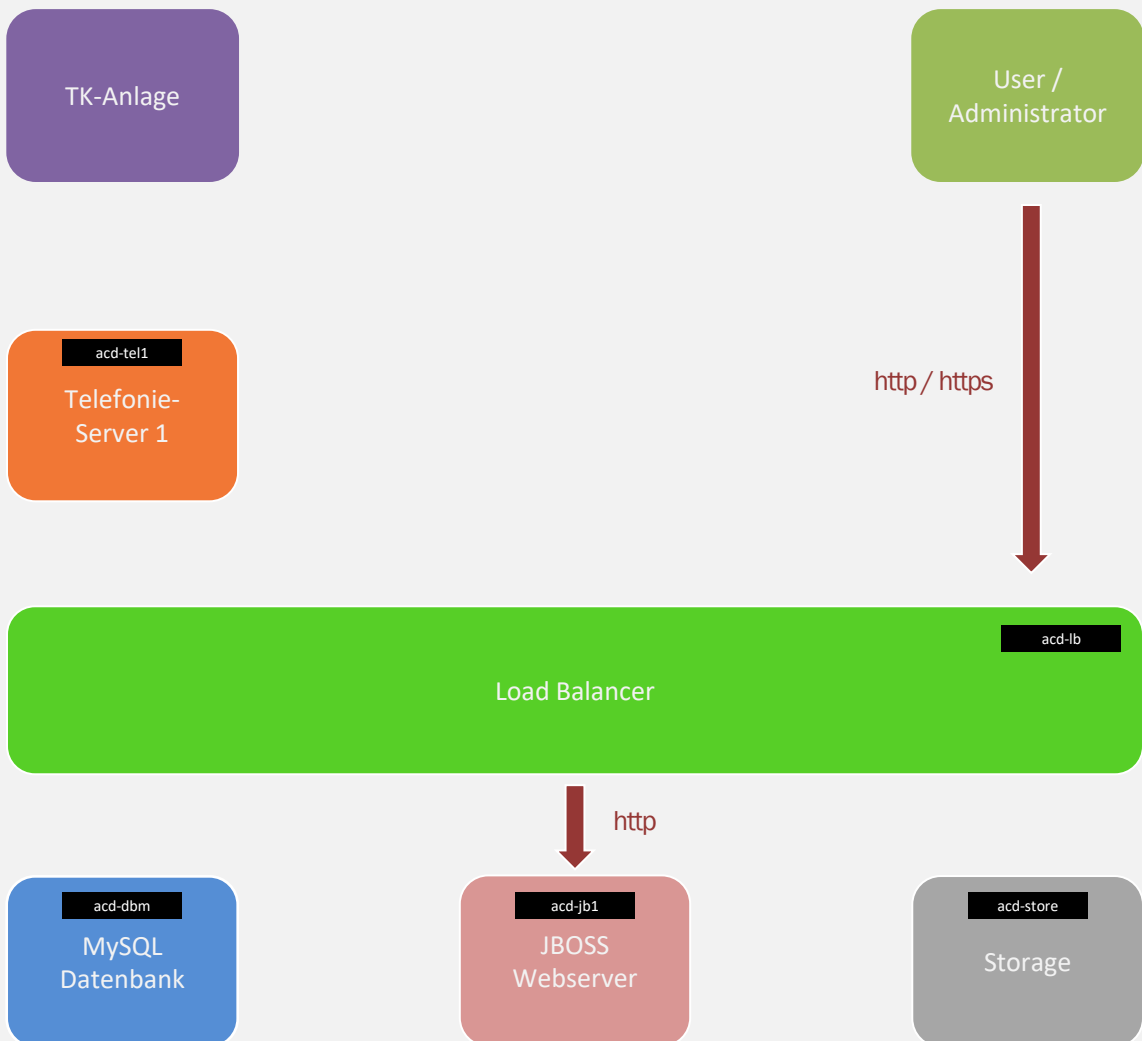 TK-Anlage
User /
Administrator
acd-tel1
Telefonie-
Server 1
http / https
acd-lb
Load Balancer
http
acd-dbm
MySQL
Datenbank
acd-jb1
JBOSS
Webserver
acd-store
Storage